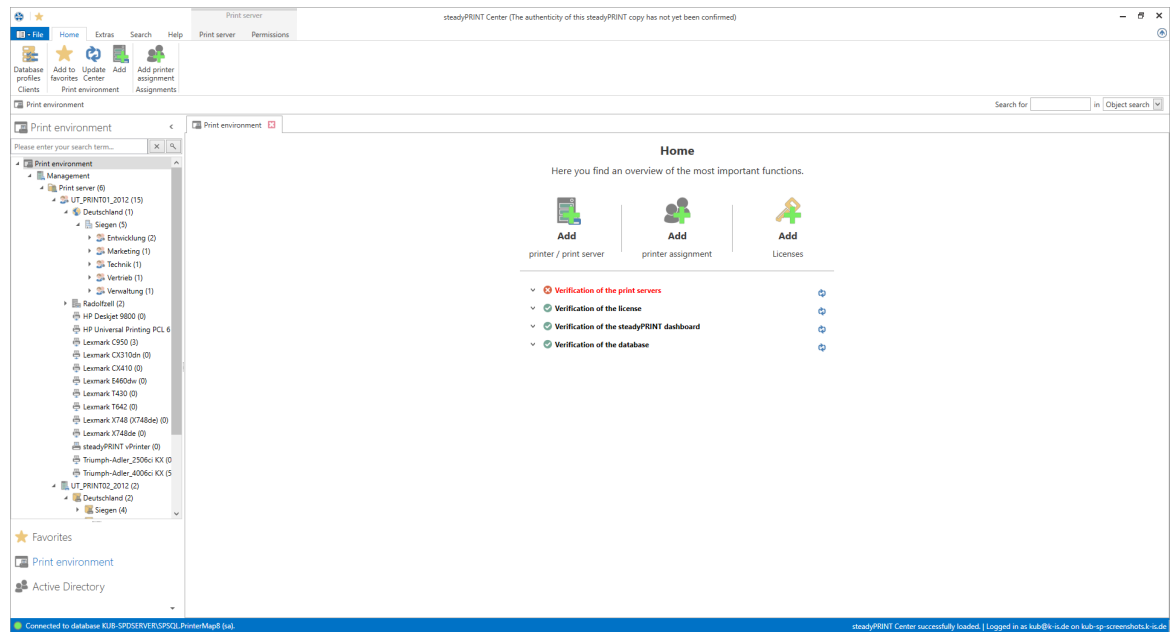 Print server
steadyPRINT Center (The authenticity of this steadyPRINT copy has not yet been confirmed)
File Home Extras Search Help Print server Permissions
Database profiles
Add to favorites
Update Center
Add
Add printer assignment
Clients Print environment Assignments
Print environment
Search for in Object search
Print environment
Print environment
Please enter your search term...
Print environment
Management
Print server (6)
UT_PRINT01_2012 (15)
Deutschland (1)
Siegen (5)
Entwicklung (2)
Marketing (1)
Technik (1)
Vertrieb (1)
Verwaltung (1)
Radolfzell (2)
HP Deskjet 9800 (0)
HP Universal Printing PCL 6
Lexmark C950 (3)
Lexmark CX310dn (0)
Lexmark CX410 (0)
Lexmark E460dw (0)
Lexmark T430 (0)
Lexmark T642 (0)
Lexmark X748 (X748de) (0)
Lexmark X748de (0)
steadyPRINT vPrinter (0)
Triumph-Adler_2506ci KX (0
Triumph-Adler_4006ci KX (5
UT_PRINT02_2012 (2)
Deutschland (2)
Siegen (4)
Favorites
Print environment
Active Directory
Home
Here you find an overview of the most important functions.
Add
printer / print server
Add
printer assignment
Add
Licenses
Verification of the print servers
Verification of the license
Verification of the steadyPRINT dashboard
Verification of the database
Connected to database KUB-SPDSERVER\SPSQL.PrinterMap8 (sa).
steadyPRINT Center successfully loaded. | Logged in as kub@k-is.de on kub-sp-screenshots.k-is.de